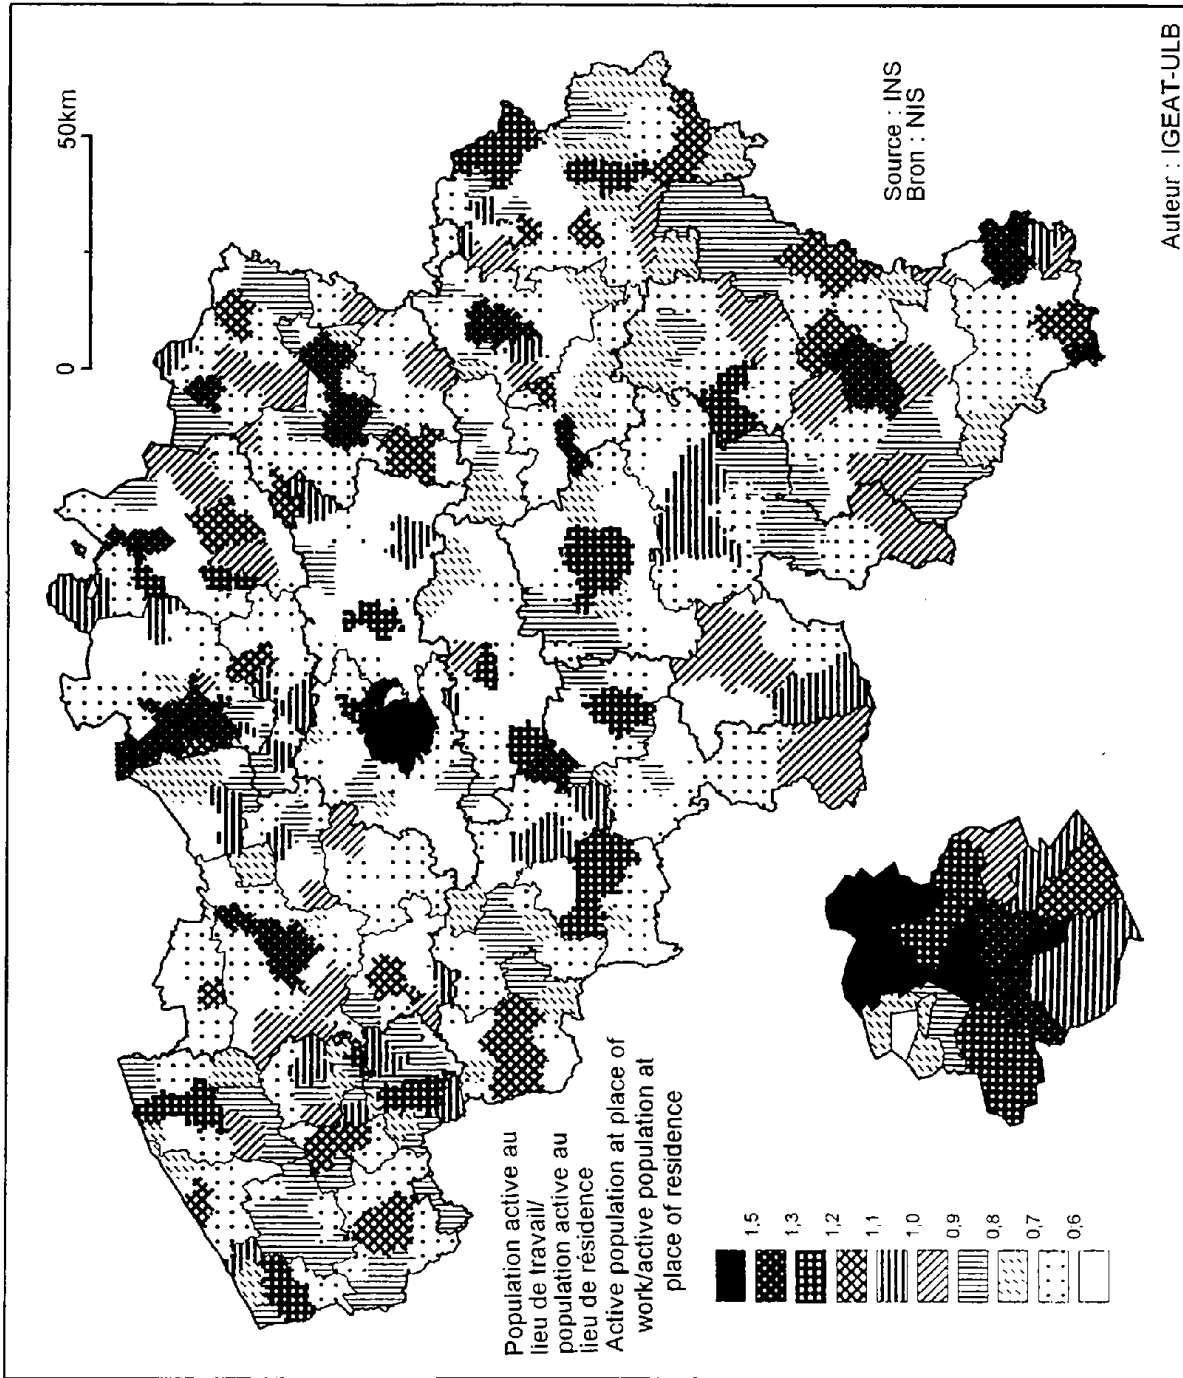 0 50km
Source : INS
Bron : NIS
Population active au
lieu de travail/
population active au
lieu de résidence
Active population at place of
work/active population at
place of residence
1,5
1,3
1,2
1,1
1,0
0,9
0,8
0,7
0,6
Auteur : IGEAT-ULB